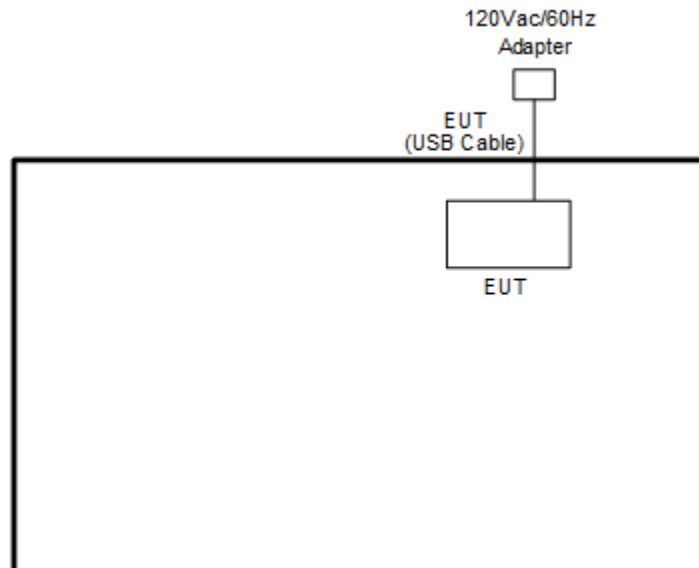 120Vac/60Hz
Adapter
EUT
(USB Cable)
EUT